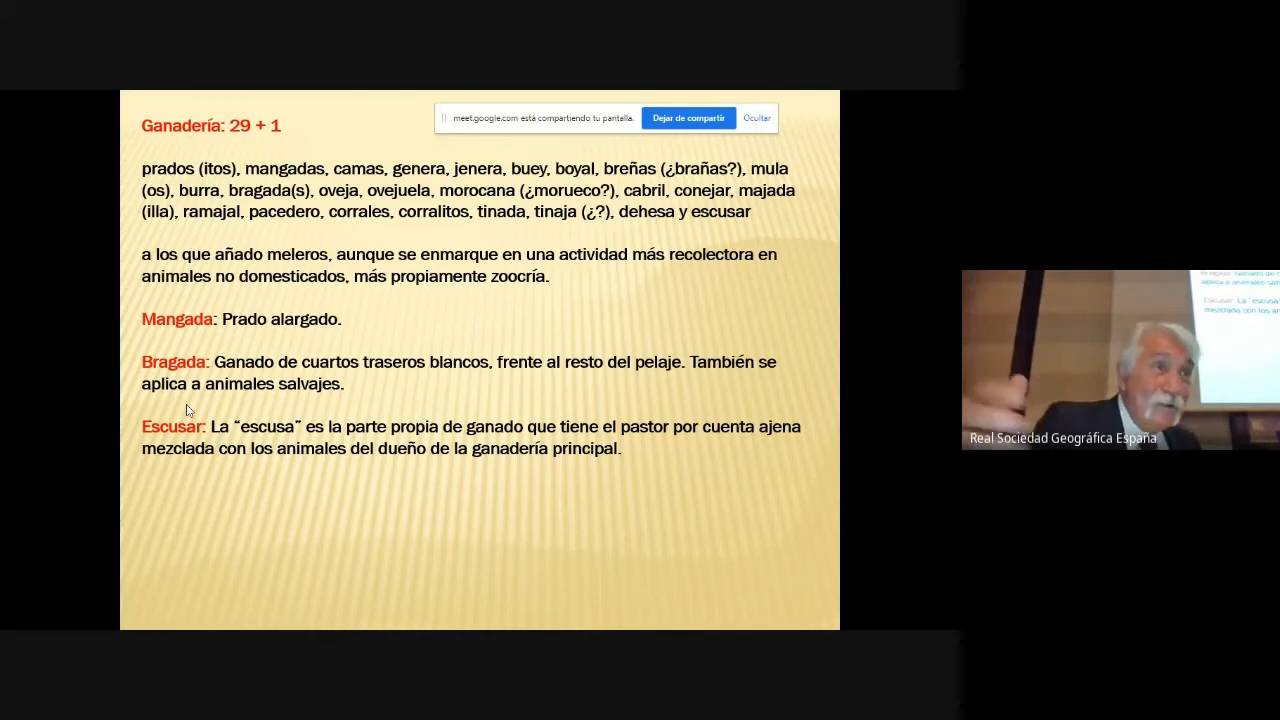 Ganadería: 29 + 1
meet.google.com está compartiendo tu pantalla.
Dejar de compartir
Ocultar
prados (itos), mangadas, camas, genera, jenera, buey, boyal, breñas (¿brañas?), mula
(os), burra, bragada(s), oveja, ovejuela, morocana (¿morueco?), cabril, conejar, majada
(illa), ramajal, pacedero, corrales, corralitos, tinada, tinaja (¿?), dehesa y escusar
a los que añado meleros, aunque se enmarque en una actividad más recolectora en
animales no domesticados, más propiamente zoocría.
Mangada: Prado alargado.
Bragada: Ganado de cuartos traseros blancos, frente al resto del pelaje. También se
aplica a animales salvajes.
Escusar: La “escusa” es la parte propia de ganado que tiene el pastor por cuenta ajena
mezclada con los animales del dueño de la ganadería principal.
Real Sociedad Geográfica España